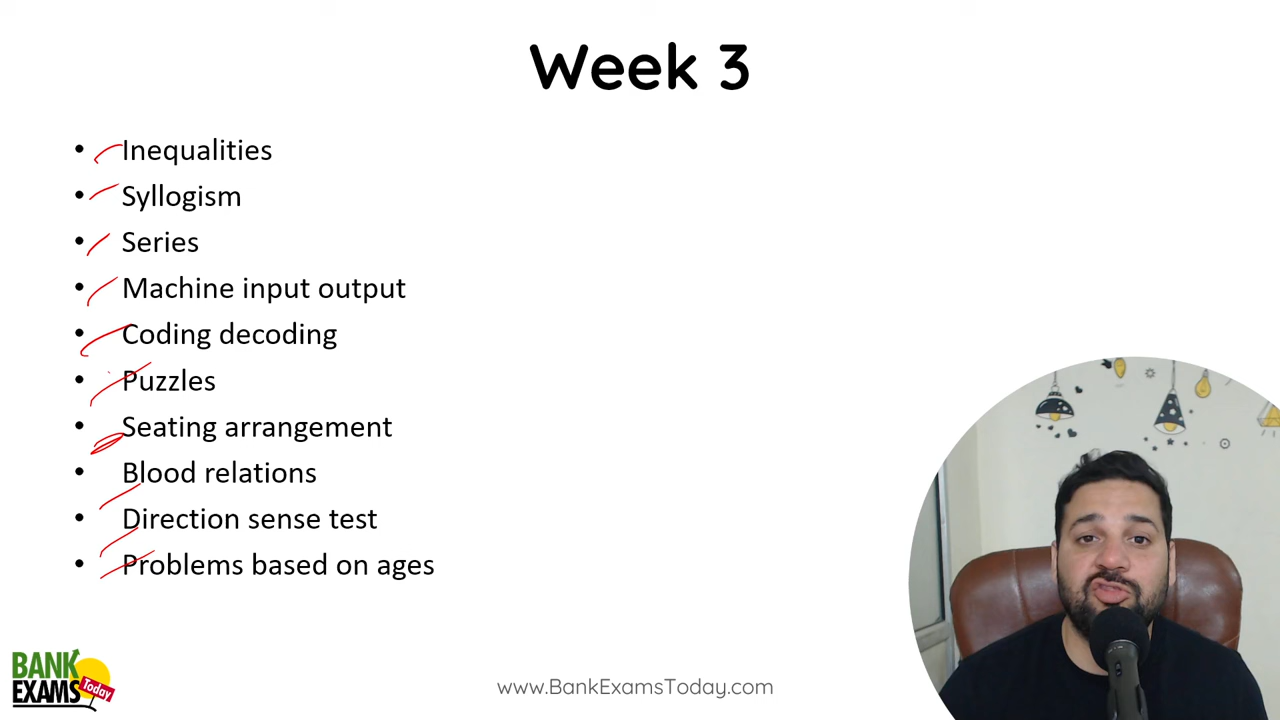 Week 3
• Inequalities
• Syllogism
• Series
• Machine input output
• Coding decoding
• Puzzles
• Seating arrangement
• Blood relations
• Direction sense test
• Problems based on ages
BANK
EXAMS Today
www.BankExamsToday.com